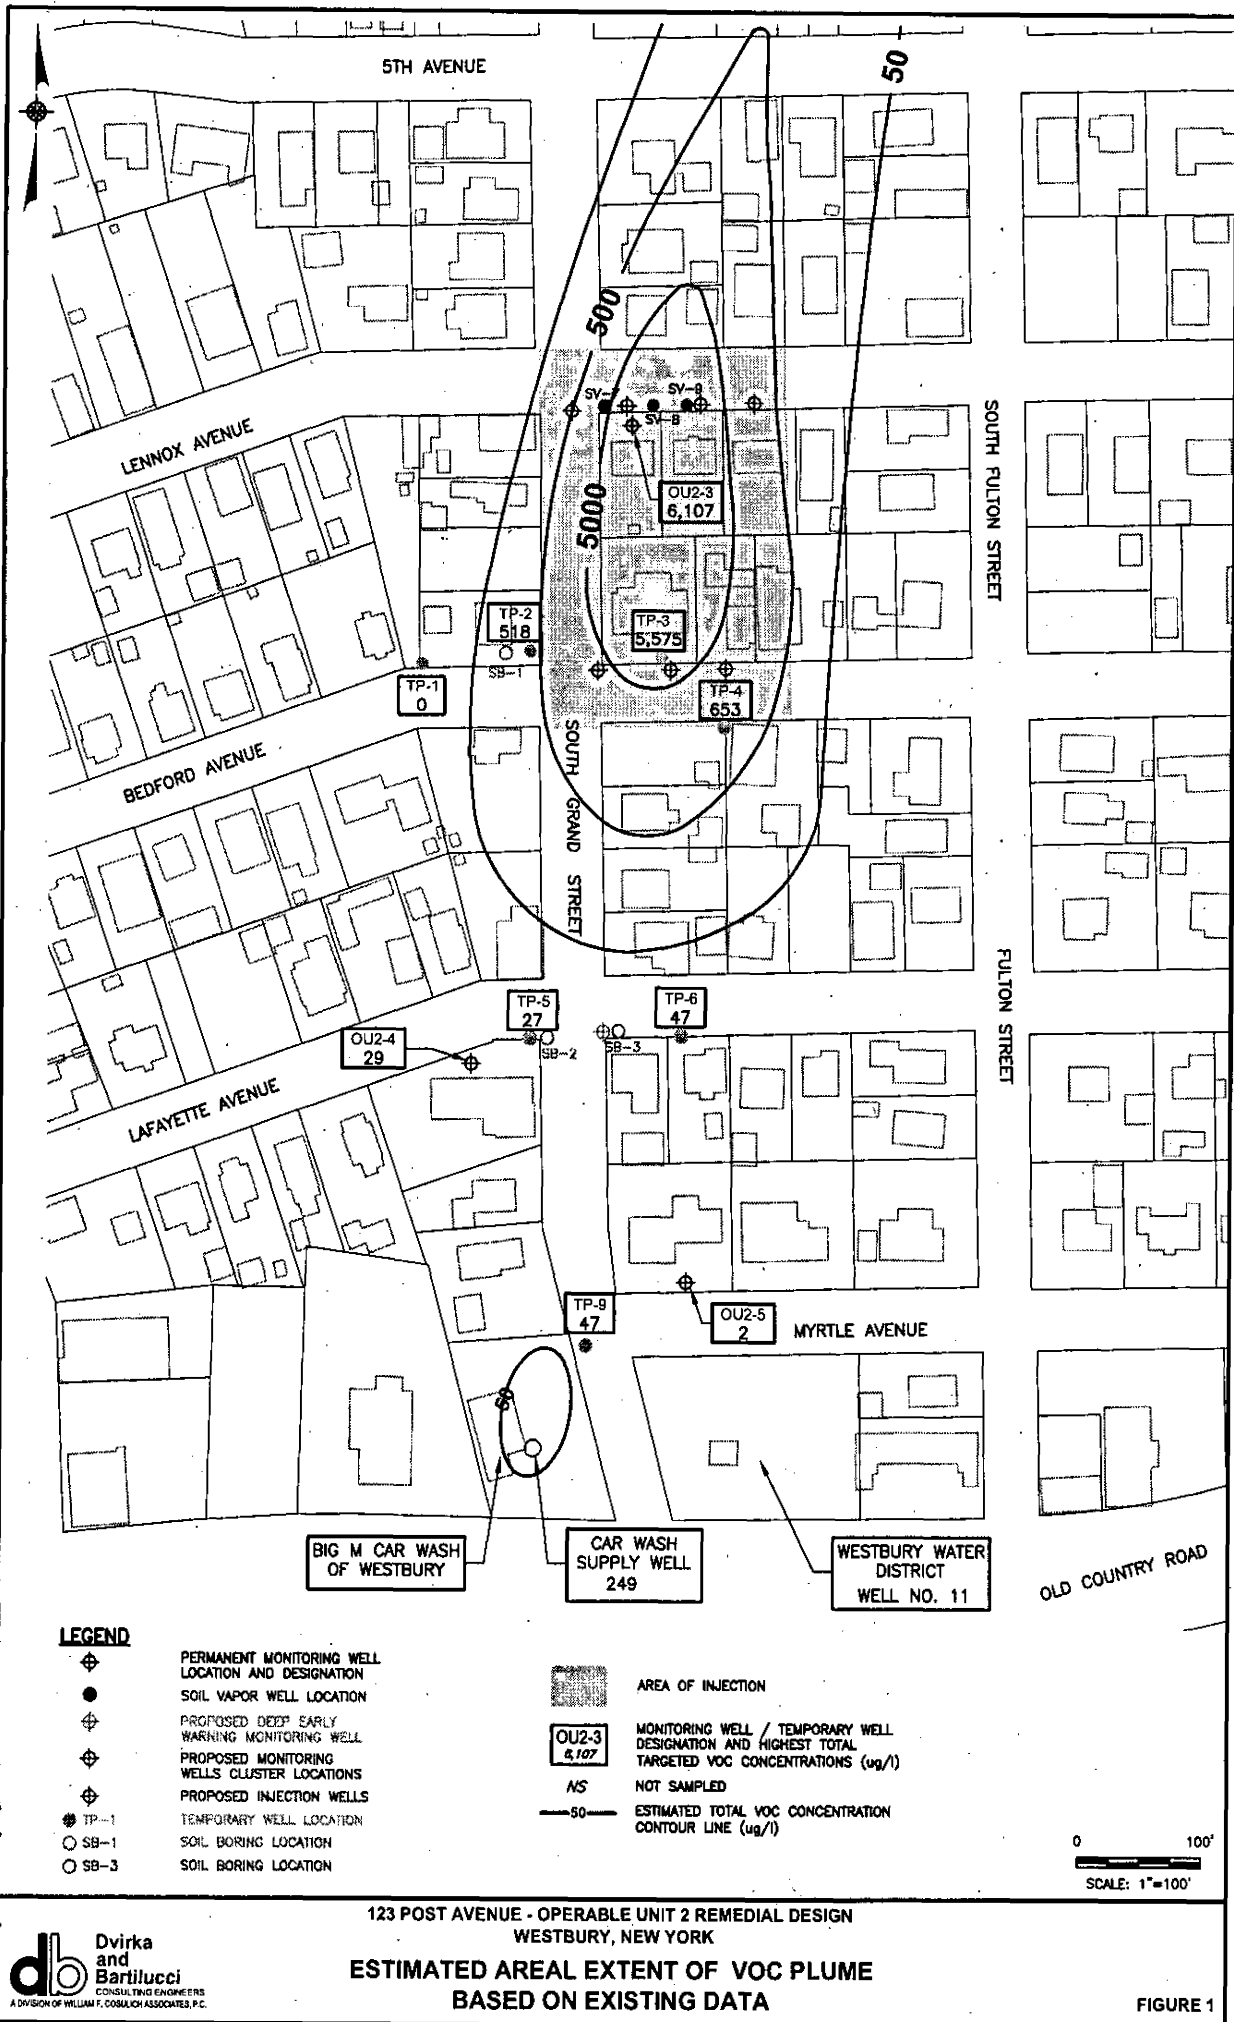 5TH AVENUE
50
500
SV-7
SV-9
SV-8
LENNOX AVENUE
SOUTH FULTON STREET
OU2-3
6,107
5000
TP-2
518
TP-3
5,575
SB-1
TP-1
0
TP-4
653
BEDFORD AVENUE
SOUTH GRAND STREET
FULTON STREET
TP-5
27
TP-6
47
OU2-4
29
SB-2
SB-3
LAFAYETTE AVENUE
TP-9
47
OU2-5
2
MYRTLE AVENUE
50
BIG M CAR WASH
OF WESTBURY
CAR WASH
SUPPLY WELL
249
WESTBURY WATER
DISTRICT
WELL NO. 11
OLD COUNTRY ROAD
LEGEND
PERMANENT MONITORING WELL
LOCATION AND DESIGNATION
SOIL VAPOR WELL LOCATION
PROPOSED DEEP EARLY
WARNING MONITORING WELL
PROPOSED MONITORING
WELLS CLUSTER LOCATIONS
PROPOSED INJECTION WELLS
TP-1 TEMPORARY WELL LOCATION
SB-1 SOIL BORING LOCATION
SB-3 SOIL BORING LOCATION
AREA OF INJECTION
OU2-3
6,107
MONITORING WELL / TEMPORARY WELL
DESIGNATION AND HIGHEST TOTAL
TARGETED VOC CONCENTRATIONS (ug/l)
NS NOT SAMPLED
50 ESTIMATED TOTAL VOC CONCENTRATION
CONTOUR LINE (ug/l)
0 100'
SCALE: 1"=100'
123 POST AVENUE - OPERABLE UNIT 2 REMEDIAL DESIGN
WESTBURY, NEW YORK
ESTIMATED AREAL EXTENT OF VOC PLUME
BASED ON EXISTING DATA
FIGURE 1
db
Dvirka
and
Bartilucci
CONSULTING ENGINEERS
A DIVISION OF WILLIAM F. COSULICH ASSOCIATES, P.C.